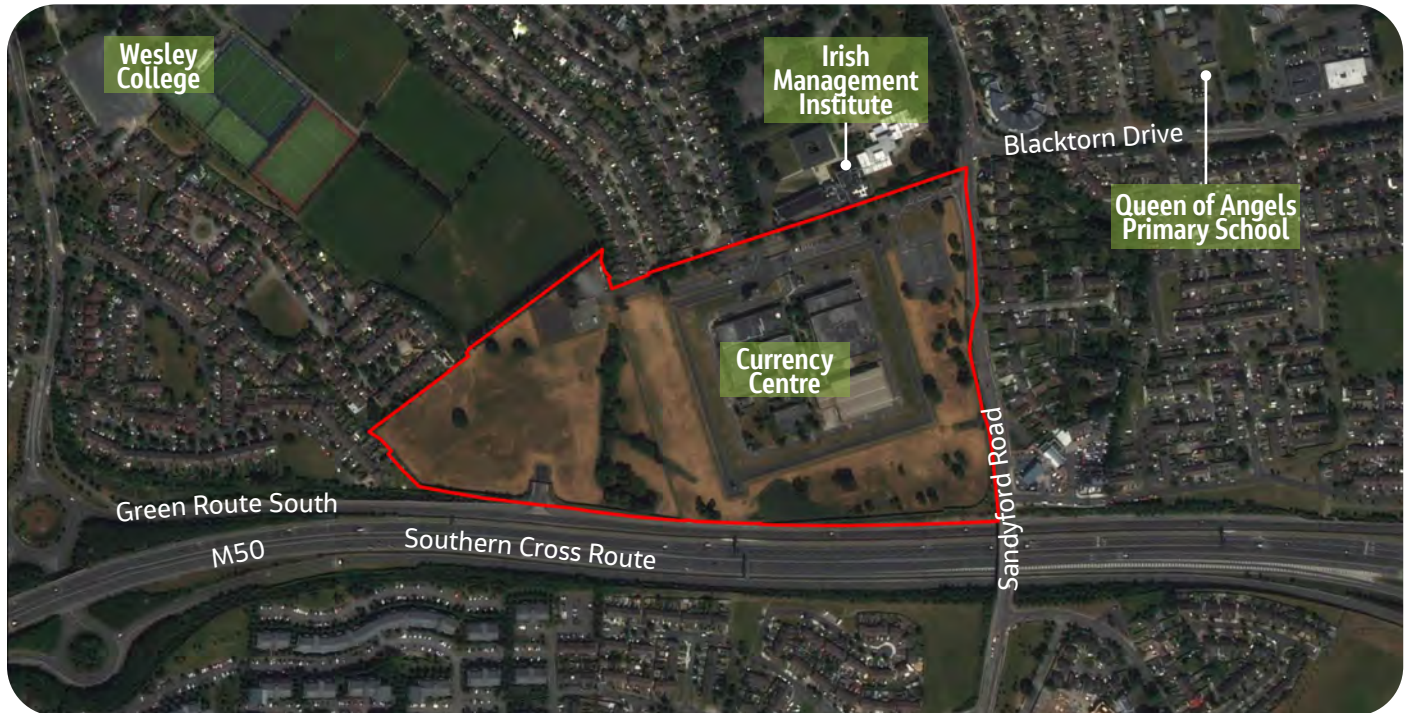 Wesley
College
Irish
Management
Institute
Blacktorn Drive
Queen of Angels
Primary School
Currency
Centre
Sandyford Road
Green Route South
Southern Cross Route
M50